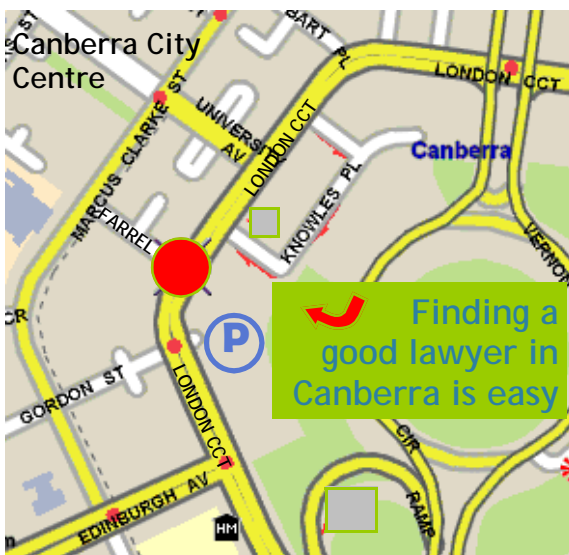 Canberra City
Centre
BART PL
LONDON CCT
UNIVERSI
AV
LONDON CCT
MARCUS CLARKE ST
Canberra
FARREL
KNOWLES PL
VERNON
CR
P
Finding a
good lawyer in
Canberra is easy
GORDON ST
LONDON CCT
CIR
EDINBURGH AV
RAMP
HM